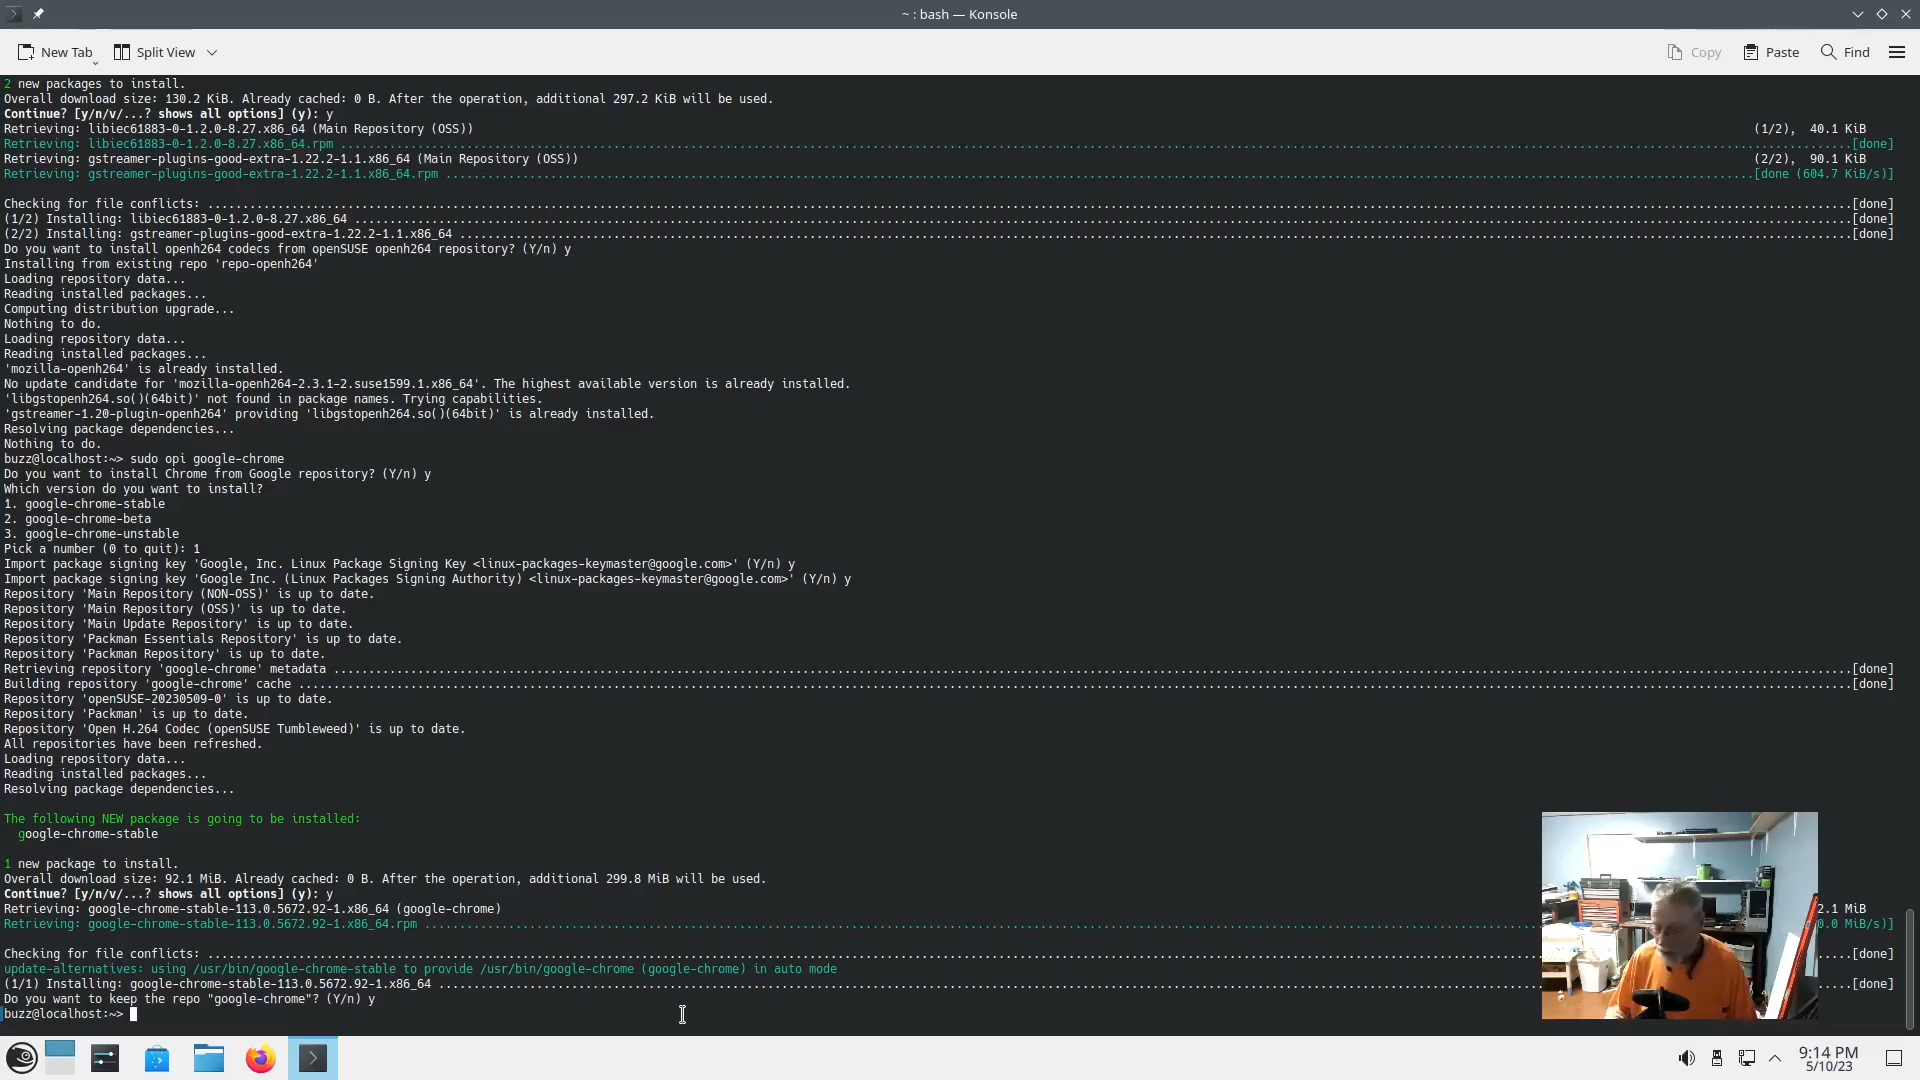 ~ : bash — Konsole
New Tab
Split View
Copy
Paste
Find
2 new packages to install.
Overall download size: 130.2 KiB. Already cached: 0 B. After the operation, additional 297.2 KiB will be used.
Continue? [y/n/v/...? shows all options] (y): y
Retrieving: libiec61883-0-1.2.0-8.27.x86_64 (Main Repository (OSS)) (1/2), 40.1 KiB
Retrieving: libiec61883-0-1.2.0-8.27.x86_64.rpm ...[done]
Retrieving: gstreamer-plugins-good-extra-1.22.2-1.1.x86_64 (Main Repository (OSS)) (2/2), 90.1 KiB
Retrieving: gstreamer-plugins-good-extra-1.22.2-1.1.x86_64.rpm ...[done (604.7 KiB/s)]
Checking for file conflicts: ...[done]
(1/2) Installing: libiec61883-0-1.2.0-8.27.x86_64 ...[done]
(2/2) Installing: gstreamer-plugins-good-extra-1.22.2-1.1.x86_64 ...[done]
Do you want to install openh264 codecs from openSUSE openh264 repository? (Y/n) y
Installing from existing repo 'repo-openh264'
Loading repository data...
Reading installed packages...
Computing distribution upgrade...
Nothing to do.
Loading repository data...
Reading installed packages...
'mozilla-openh264' is already installed.
No update candidate for 'mozilla-openh264-2.3.1-2.suse1599.1.x86_64'. The highest available version is already installed.
'libgstopenh264.so()(64bit)' not found in package names. Trying capabilities.
'gstreamer-1.20-plugin-openh264' providing 'libgstopenh264.so()(64bit)' is already installed.
Resolving package dependencies...
Nothing to do.
buzz@localhost:~> sudo opi google-chrome
Do you want to install Chrome from Google repository? (Y/n) y
Which version do you want to install?
1. google-chrome-stable
2. google-chrome-beta
3. google-chrome-unstable
Pick a number (0 to quit): 1
Import package signing key 'Google, Inc. Linux Package Signing Key <linux-packages-keymaster@google.com>' (Y/n) y
Import package signing key 'Google Inc. (Linux Packages Signing Authority) <linux-packages-keymaster@google.com>' (Y/n) y
Repository 'Main Repository (NON-OSS)' is up to date.
Repository 'Main Repository (OSS)' is up to date.
Repository 'Main Update Repository' is up to date.
Repository 'Packman Essentials Repository' is up to date.
Repository 'Packman Repository' is up to date.
Retrieving repository 'google-chrome' metadata ...[done]
Building repository 'google-chrome' cache ...[done]
Repository 'openSUSE-20230509-0' is up to date.
Repository 'Packman' is up to date.
Repository 'Open H.264 Codec (openSUSE Tumbleweed)' is up to date.
All repositories have been refreshed.
Loading repository data...
Reading installed packages...
Resolving package dependencies...
The following NEW package is going to be installed:
google-chrome-stable
1 new package to install.
Overall download size: 92.1 MiB. Already cached: 0 B. After the operation, additional 299.8 MiB will be used.
Continue? [y/n/v/...? shows all options] (y): y
Retrieving: google-chrome-stable-113.0.5672.92-1.x86_64 (google-chrome) 2.1 MiB
Retrieving: google-chrome-stable-113.0.5672.92-1.x86_64.rpm ...0.0 MiB/s)]
Checking for file conflicts: ...[done]
update-alternatives: using /usr/bin/google-chrome-stable to provide /usr/bin/google-chrome (google-chrome) in auto mode
(1/1) Installing: google-chrome-stable-113.0.5672.92-1.x86_64 ...[done]
Do you want to keep the repo "google-chrome"? (Y/n) y
buzz@localhost:~>
9:14 PM
5/10/23